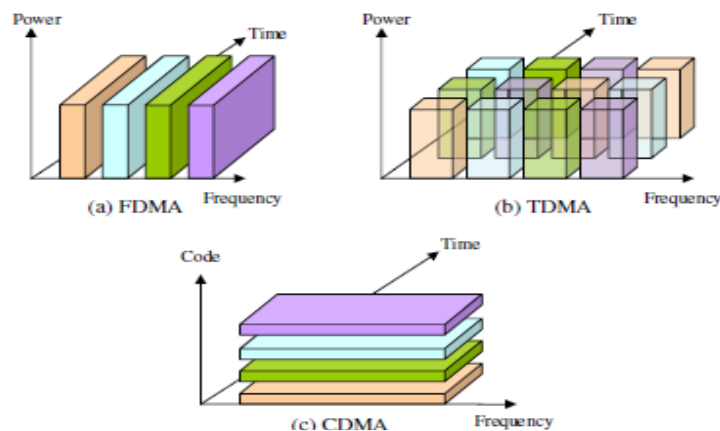 Power
Time
Frequency
(a) FDMA
Power
Time
Frequency
(b) TDMA
Code
Time
Frequency
(c) CDMA